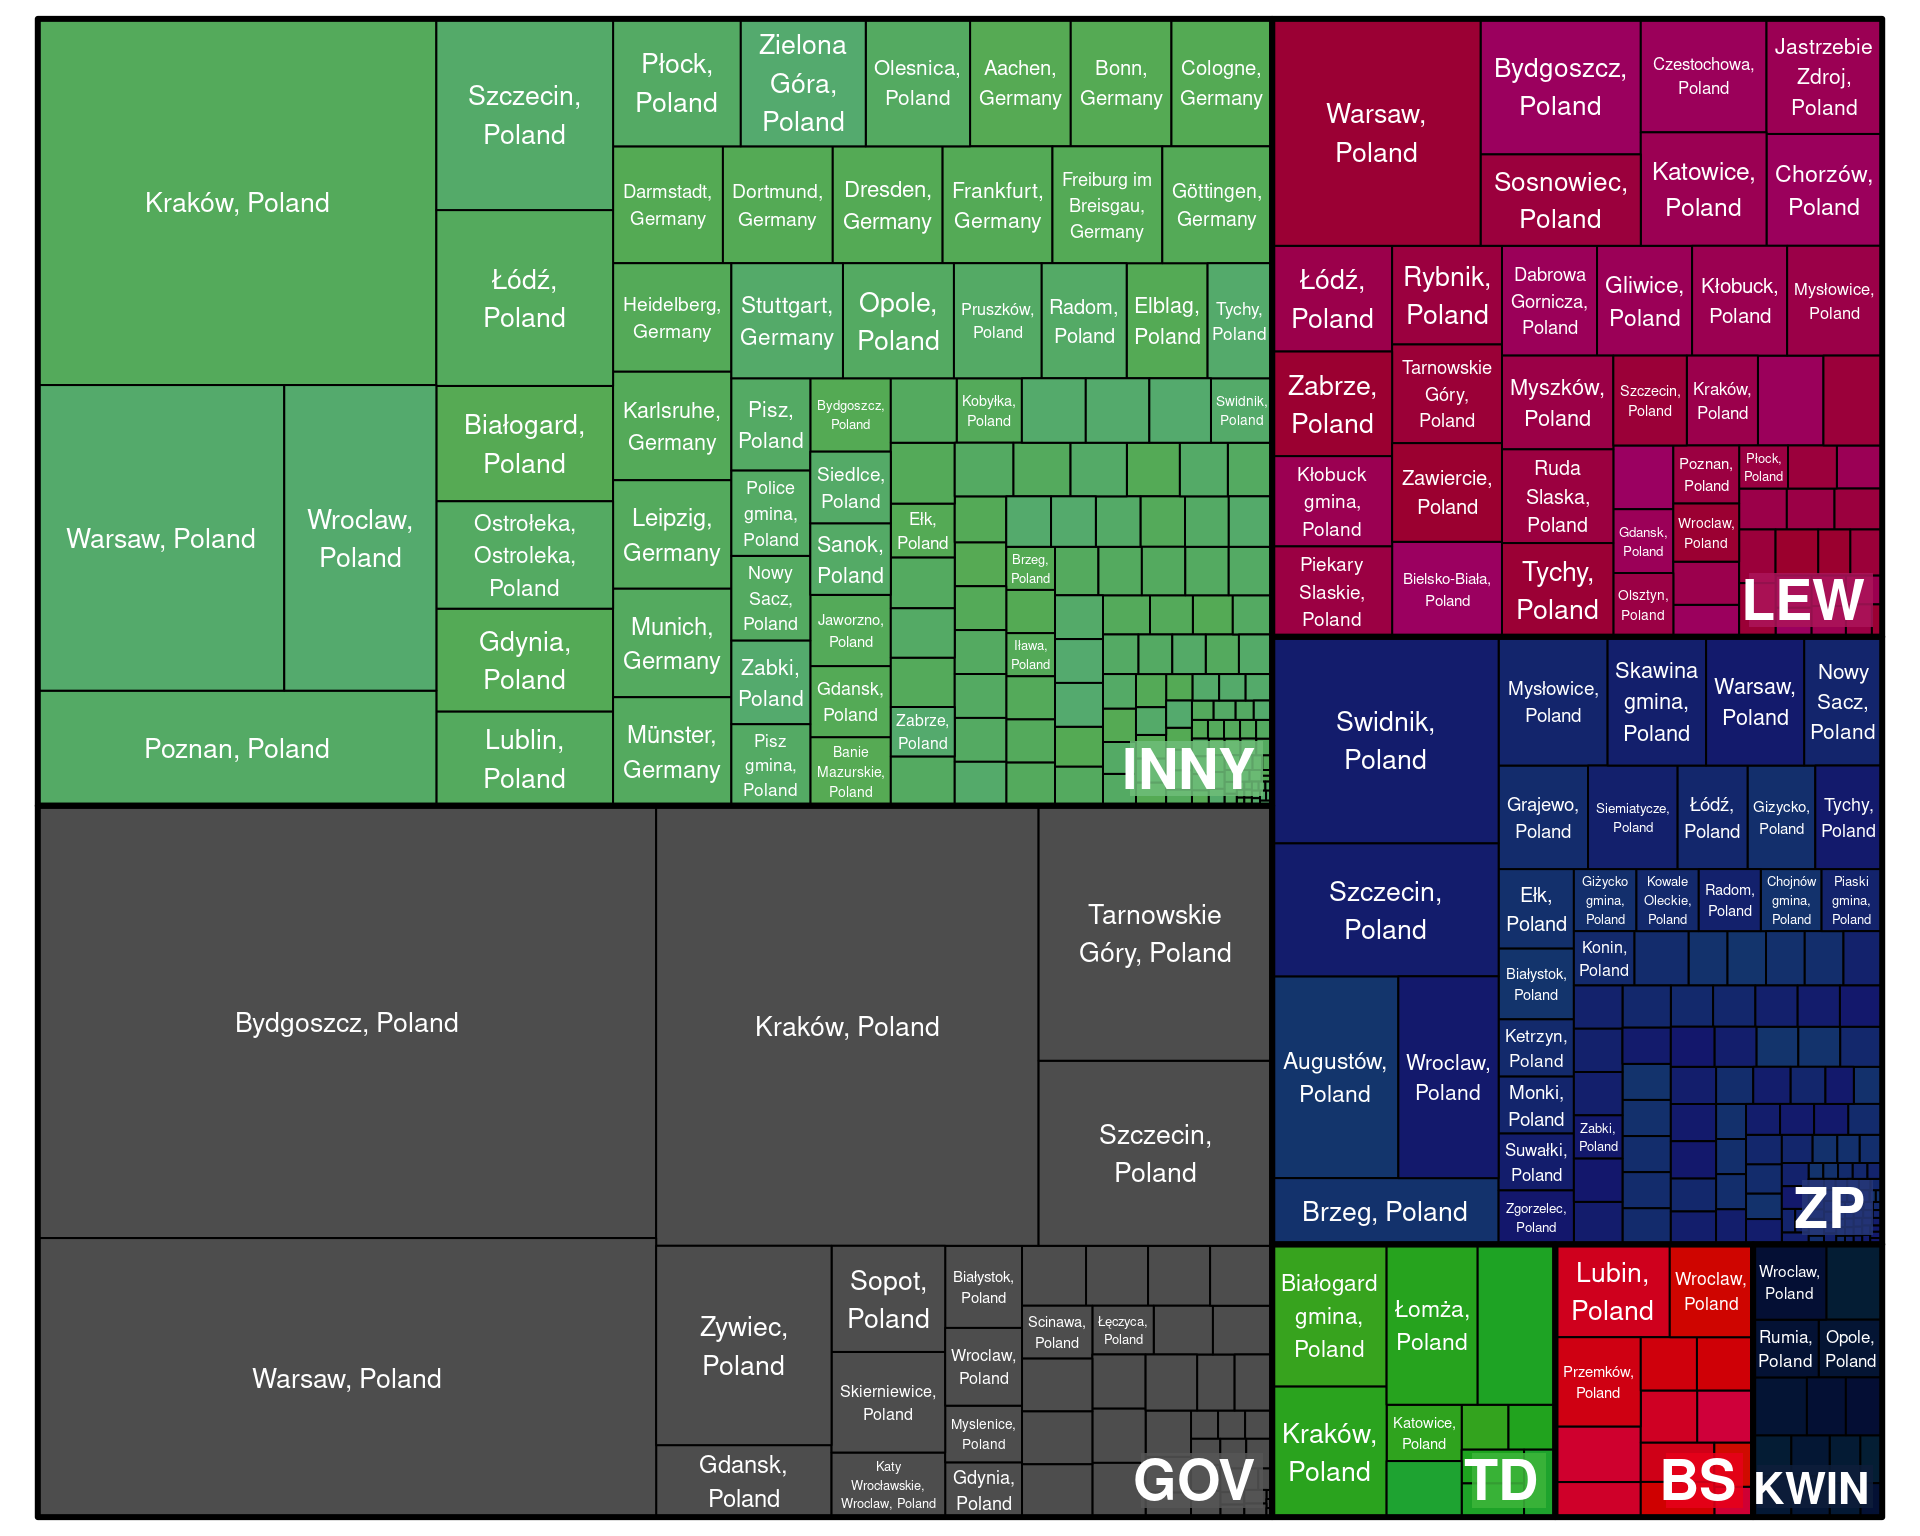 Kraków, Poland
Szczecin,
Poland
Łódź,
Poland
Warsaw, Poland
Wroclaw,
Poland
Poznan, Poland
Białogard,
Poland
Ostrołeka,
Ostroleka,
Poland
Gdynia,
Poland
Lublin,
Poland
Płock,
Poland
Zielona
Góra,
Poland
Olesnica,
Poland
Aachen,
Germany
Bonn,
Germany
Cologne,
Germany
Darmstadt,
Germany
Dortmund,
Germany
Dresden,
Germany
Frankfurt,
Germany
Freiburg im
Breisgau,
Germany
Göttingen,
Germany
Heidelberg,
Germany
Karlsruhe,
Germany
Leipzig,
Germany
Munich,
Germany
Münster,
Germany
Stuttgart,
Germany
Opole,
Poland
Pruszków,
Poland
Radom,
Poland
Elblag,
Poland
Tychy,
Poland
Pisz,
Poland
Police
gmina,
Poland
Nowy
Sacz,
Poland
Zabki,
Poland
Pisz
gmina,
Poland
Bydgoszcz,
Poland
Siedlce,
Poland
Sanok,
Poland
Jaworzno,
Poland
Gdansk,
Poland
Banie
Mazurskie,
Poland
Kobyłka,
Poland
Swidnik,
Poland
Ełk,
Poland
Zabrze,
Poland
Brzeg,
Poland
Iława,
Poland
INNY
Warsaw,
Poland
Bydgoszcz,
Poland
Sosnowiec,
Poland
Czestochowa,
Poland
Jastrzebie
Zdroj,
Poland
Katowice,
Poland
Chorzów,
Poland
Łódź,
Poland
Zabrze,
Poland
Kłobuck
gmina,
Poland
Piekary
Slaskie,
Poland
Rybnik,
Poland
Tarnowskie
Góry,
Poland
Zawiercie,
Poland
Bielsko-Biała,
Poland
Dabrowa
Gornicza,
Poland
Gliwice,
Poland
Kłobuck,
Poland
Mysłowice,
Poland
Myszków,
Poland
Ruda
Slaska,
Poland
Tychy,
Poland
Szczecin,
Poland
Kraków,
Poland
Gdansk,
Poland
Olsztyn,
Poland
Poznan,
Poland
Wroclaw,
Poland
Płock,
Poland
LEW
Bydgoszcz, Poland
Warsaw, Poland
Kraków, Poland
Tarnowskie
Góry, Poland
Szczecin,
Poland
Zywiec,
Poland
Gdansk,
Poland
Sopot,
Poland
Skierniewice,
Poland
Katy
Wrocławskie,
Wroclaw, Poland
Białystok,
Poland
Wroclaw,
Poland
Myslenice,
Poland
Gdynia,
Poland
Scinawa,
Poland
Łęczyca,
Poland
GOV
Swidnik,
Poland
Szczecin,
Poland
Augustów,
Poland
Wroclaw,
Poland
Brzeg, Poland
Mysłowice,
Poland
Skawina
gmina,
Poland
Warsaw,
Poland
Nowy
Sacz,
Poland
Grajewo,
Poland
Siemiatycze,
Poland
Łódź,
Poland
Gizycko,
Poland
Tychy,
Poland
Ełk,
Poland
Białystok,
Poland
Ketrzyn,
Poland
Monki,
Poland
Suwałki,
Poland
Zgorzelec,
Poland
Giżycko
gmina,
Poland
Kowale
Oleckie,
Poland
Radom,
Poland
Chojnów
gmina,
Poland
Piaski
gmina,
Poland
Konin,
Poland
Zabki,
Poland
ZP
Białogard
gmina,
Poland
Kraków,
Poland
Łomża,
Poland
Katowice,
Poland
TD
Lubin,
Poland
Wroclaw,
Poland
Przemków,
Poland
BS
Wroclaw,
Poland
Rumia,
Poland
Opole,
Poland
KWIN